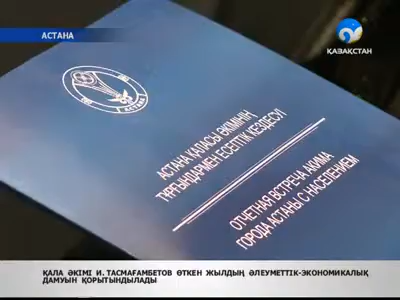 АСТАНА
ҚАЗАҚСТАН
АСТАНА
АСТАНА ҚАЛАСЫ ӘКІМІНІҢ
ТҰРҒЫНДАРМЕН ЕСЕПТІК КЕЗДЕСУІ
ОТЧЕТНАЯ ВСТРЕЧА АКИМА
ГОРОДА АСТАНЫ С НАСЕЛЕНИЕМ
ҚАЛА ӘКІМІ И.ТАСМАҒАМБЕТОВ ӨТКЕН ЖЫЛДЫҢ ӘЛЕУМЕТТІК-ЭКОНОМИКАЛЫҚ
ДАМУЫН ҚОРЫТЫНДЫЛАДЫ